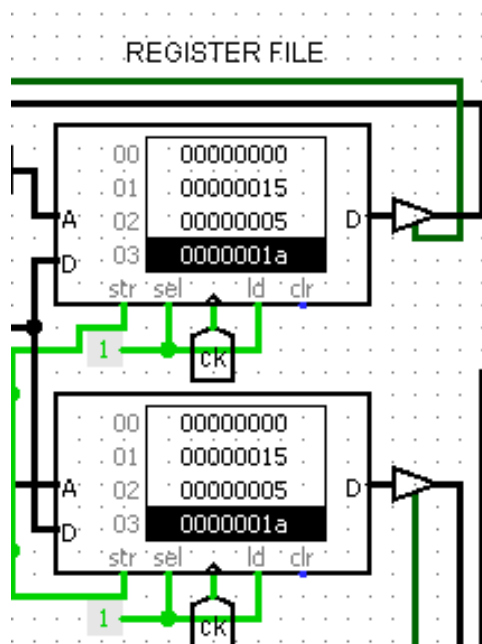 REGISTER FILE
00 00000000
01 00000015
A 02 00000005 D
D 03 0000001a
str sel ld clr
1 ck
00 00000000
01 00000015
A 02 00000005 D
D 03 0000001a
str sel ld clr
1 ck